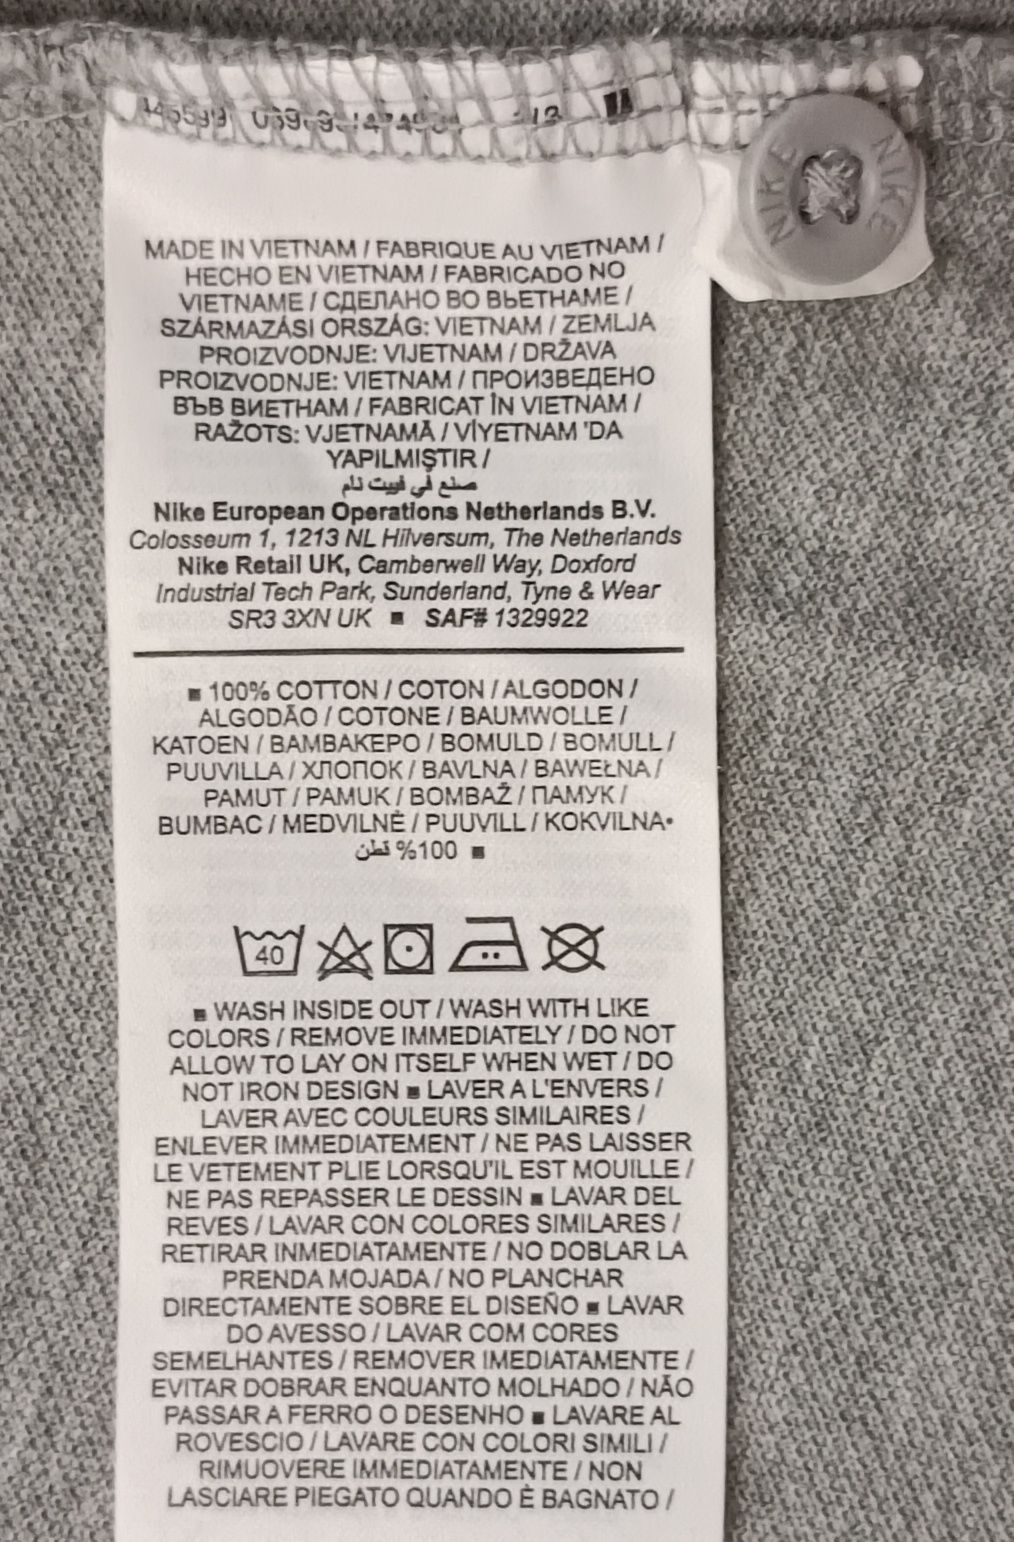 NIKE NIKE
MADE IN VIETNAM / FABRIQUE AU VIETNAM /
HECHO EN VIETNAM / FABRICADO NO
VIETNAME / СДЕЛАНО ВО ВЬЕТНАМЕ /
SZÁRMAZÁSI ORSZÁG: VIETNAM / ZEMLJA
PROIZVODNJE: VIJETNAM / DRŽAVA
PROIZVODNJE: VIETNAM / ПРОИЗВЕДЕНО
ВЪВ ВИЕТНАМ / FABRICAT ÎN VIETNAM /
RAŽOTS: VJETNAMĀ / VİYETNAM 'DA
YAPILMIŞTIR /
صنع في فييت نام
Nike European Operations Netherlands B.V.
Colosseum 1, 1213 NL Hilversum, The Netherlands
Nike Retail UK, Camberwell Way, Doxford
Industrial Tech Park, Sunderland, Tyne & Wear
SR3 3XN UK ■ SAF# 1329922
■ 100% COTTON / COTON / ALGODON /
ALGODÃO / COTONE / BAUMWOLLE /
KATOEN / ΒΑΜΒΑΚΕΡΟ / BOMULD / BOMULL /
PUUVILLA / ХЛОПОК / BAVLNA / BAWEŁNA /
PAMUT / PAMUK / BOMBAŽ / ПАМУК /
BUMBAC / MEDVILNĖ / PUUVILL / KOKVILNA•
100% قطن ■
40
■ WASH INSIDE OUT / WASH WITH LIKE
COLORS / REMOVE IMMEDIATELY / DO NOT
ALLOW TO LAY ON ITSELF WHEN WET / DO
NOT IRON DESIGN ■ LAVER A L'ENVERS /
LAVER AVEC COULEURS SIMILAIRES /
ENLEVER IMMEDIATEMENT / NE PAS LAISSER
LE VETEMENT PLIE LORSQU'IL EST MOUILLE /
NE PAS REPASSER LE DESSIN ■ LAVAR DEL
REVES / LAVAR CON COLORES SIMILARES /
RETIRAR INMEDIATAMENTE / NO DOBLAR LA
PRENDA MOJADA / NO PLANCHAR
DIRECTAMENTE SOBRE EL DISEÑO ■ LAVAR
DO AVESSO / LAVAR COM CORES
SEMELHANTES / REMOVER IMEDIATAMENTE /
EVITAR DOBRAR ENQUANTO MOLHADO / NÃO
PASSAR A FERRO O DESENHO ■ LAVARE AL
ROVESCIO / LAVARE CON COLORI SIMILI /
RIMUOVERE IMMEDIATAMENTE / NON
LASCIARE PIEGATO QUANDO È BAGNATO /